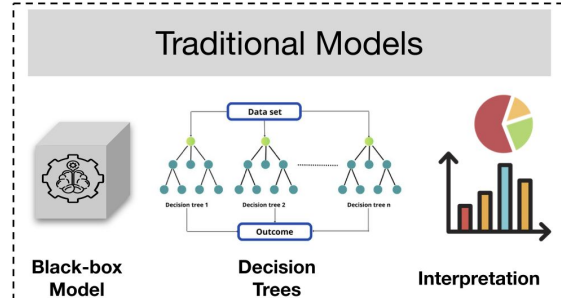 Traditional Models
Data set
Decision tree 1
Decision tree 2
Decision tree n
Outcome
Black-box
Model
Decision
Trees
Interpretation